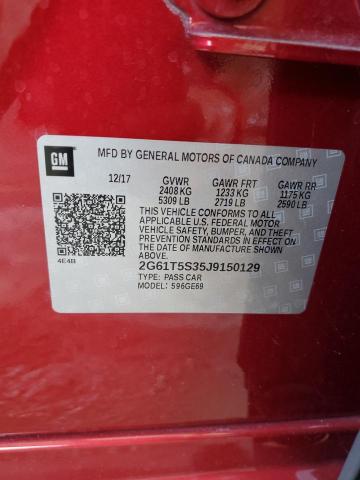 GM
MFD BY GENERAL MOTORS OF CANADA COMPANY
12/17 GVWR GAWR FRT GAWR RR
2408 KG 1233 KG 1175 KG
5309 LB 2719 LB 2590 LB
THIS VEHICLE CONFORMS TO ALL
APPLICABLE U.S. FEDERAL MOTOR
VEHICLE SAFETY, BUMPER, AND THEFT
PREVENTION STANDARDS IN EFFECT ON
THE DATE OF MANUFACTURE SHOWN
ABOVE.
4E4B
2G61T5S35J9150129
TYPE: PASS CAR
MODEL: 596GE69